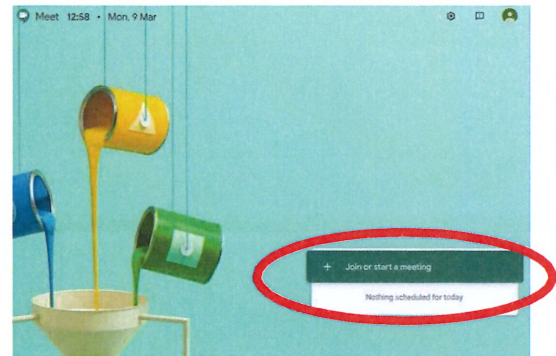 Meet 12:58 • Mon, 9 Mar
+ Join or start a meeting
Nothing scheduled for today